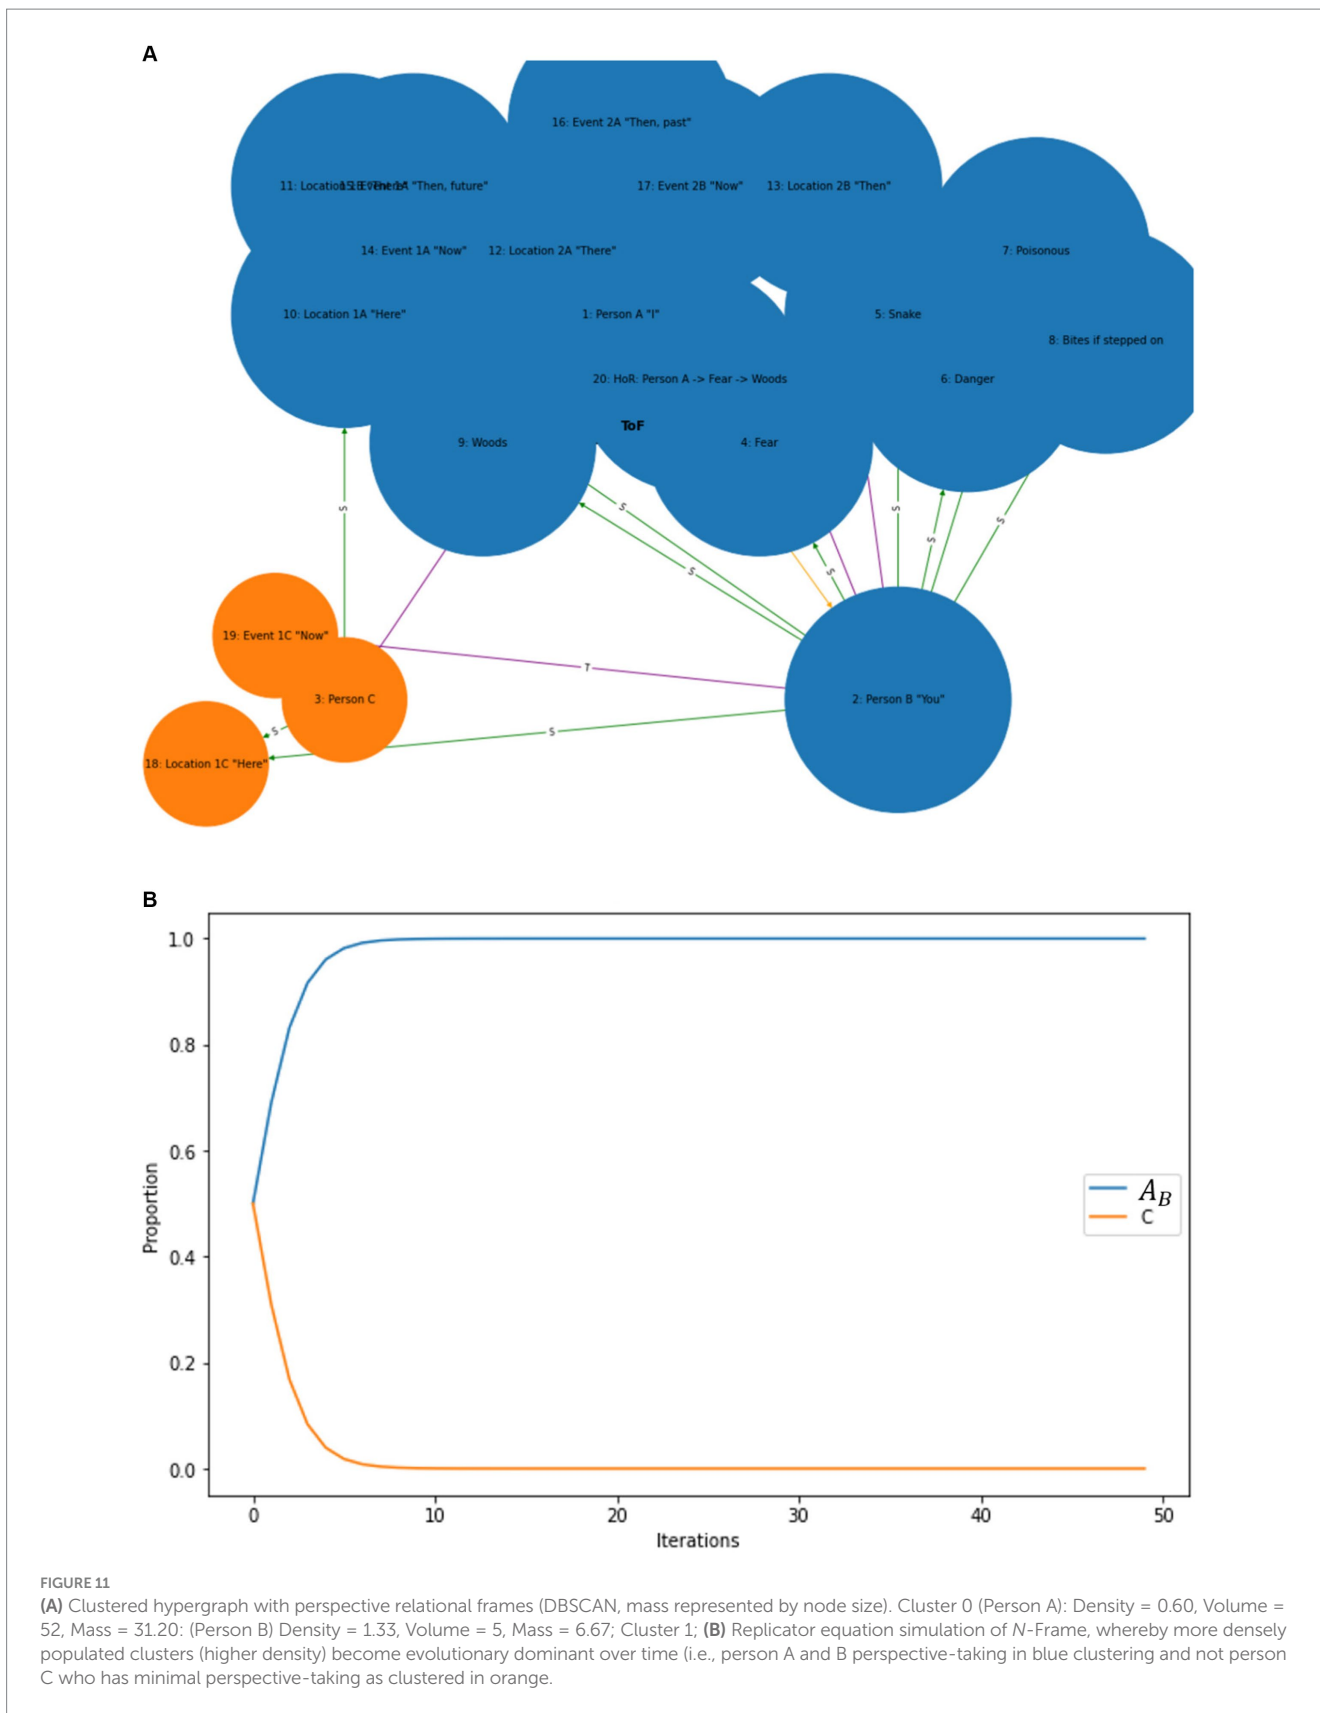 A
16: Event 2A "Then, past"
11: Location 1B "There"
15: Event 1A "Then, future"
17: Event 2B "Now"
13: Location 2B "Then"
14: Event 1A "Now"
12: Location 2A "There"
7: Poisonous
10: Location 1A "Here"
1: Person A "I"
5: Snake
8: Bites if stepped on
20: HoR: Person A -> Fear -> Woods
6: Danger
ToF
9: Woods
4: Fear
S
S
S
S
S
S
S
19: Event 1C "Now"
T
3: Person C
2: Person B "You"
S
S
18: Location 1C "Here"
B
1.0
0.8
0.6
0.4
0.2
0.0
Proportion
A_B
C
0 10 20 30 40 50
Iterations
FIGURE 11
(A) Clustered hypergraph with perspective relational frames (DBSCAN, mass represented by node size). Cluster 0 (Person A): Density = 0.60, Volume =
52, Mass = 31.20: (Person B) Density = 1.33, Volume = 5, Mass = 6.67; Cluster 1; (B) Replicator equation simulation of N-Frame, whereby more densely
populated clusters (higher density) become evolutionary dominant over time (i.e., person A and B perspective-taking in blue clustering and not person
C who has minimal perspective-taking as clustered in orange.